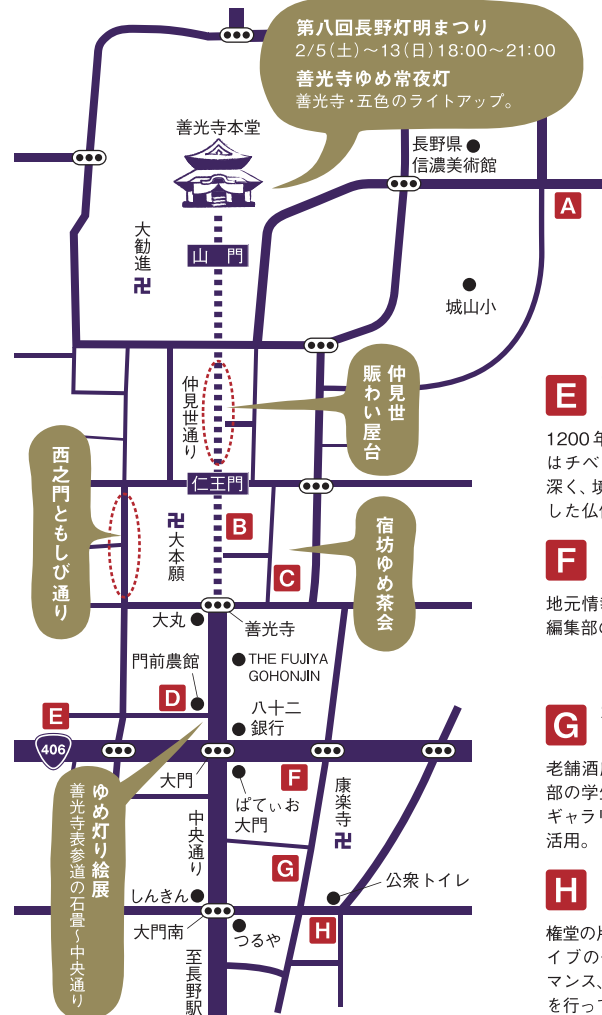 第八回長野灯明まつり
2/5(土)～13(日)18:00～21:00
善光寺ゆめ常夜灯
善光寺・五色のライトアップ。
善光寺本堂
長野県
信濃美術館
A
大勧進
卍
山 門
城山小
仲見世通り
仲見世
賑わい屋台
西之門ともしび通り
仁王門
卍
大本願
B
C
宿坊ゆめ茶会
大丸
善光寺
門前農館
THE FUJIYA
GOHONJIN
D
八十二
銀行
E
406
大門
F
ぱてぃお
大門
ゆめ灯り絵展
善光寺表参道の石畳～中央通り
中央通り
康楽寺
卍
G
公衆トイレ
しんきん
大門南
つるや
H
至長野駅
E
1200年
はチベ
深く、境
した仏
F
地元情
編集部の
G
老舗酒
部の学生
ギャラリ
活用。
H
権堂の
イブの
マンス、
を行って